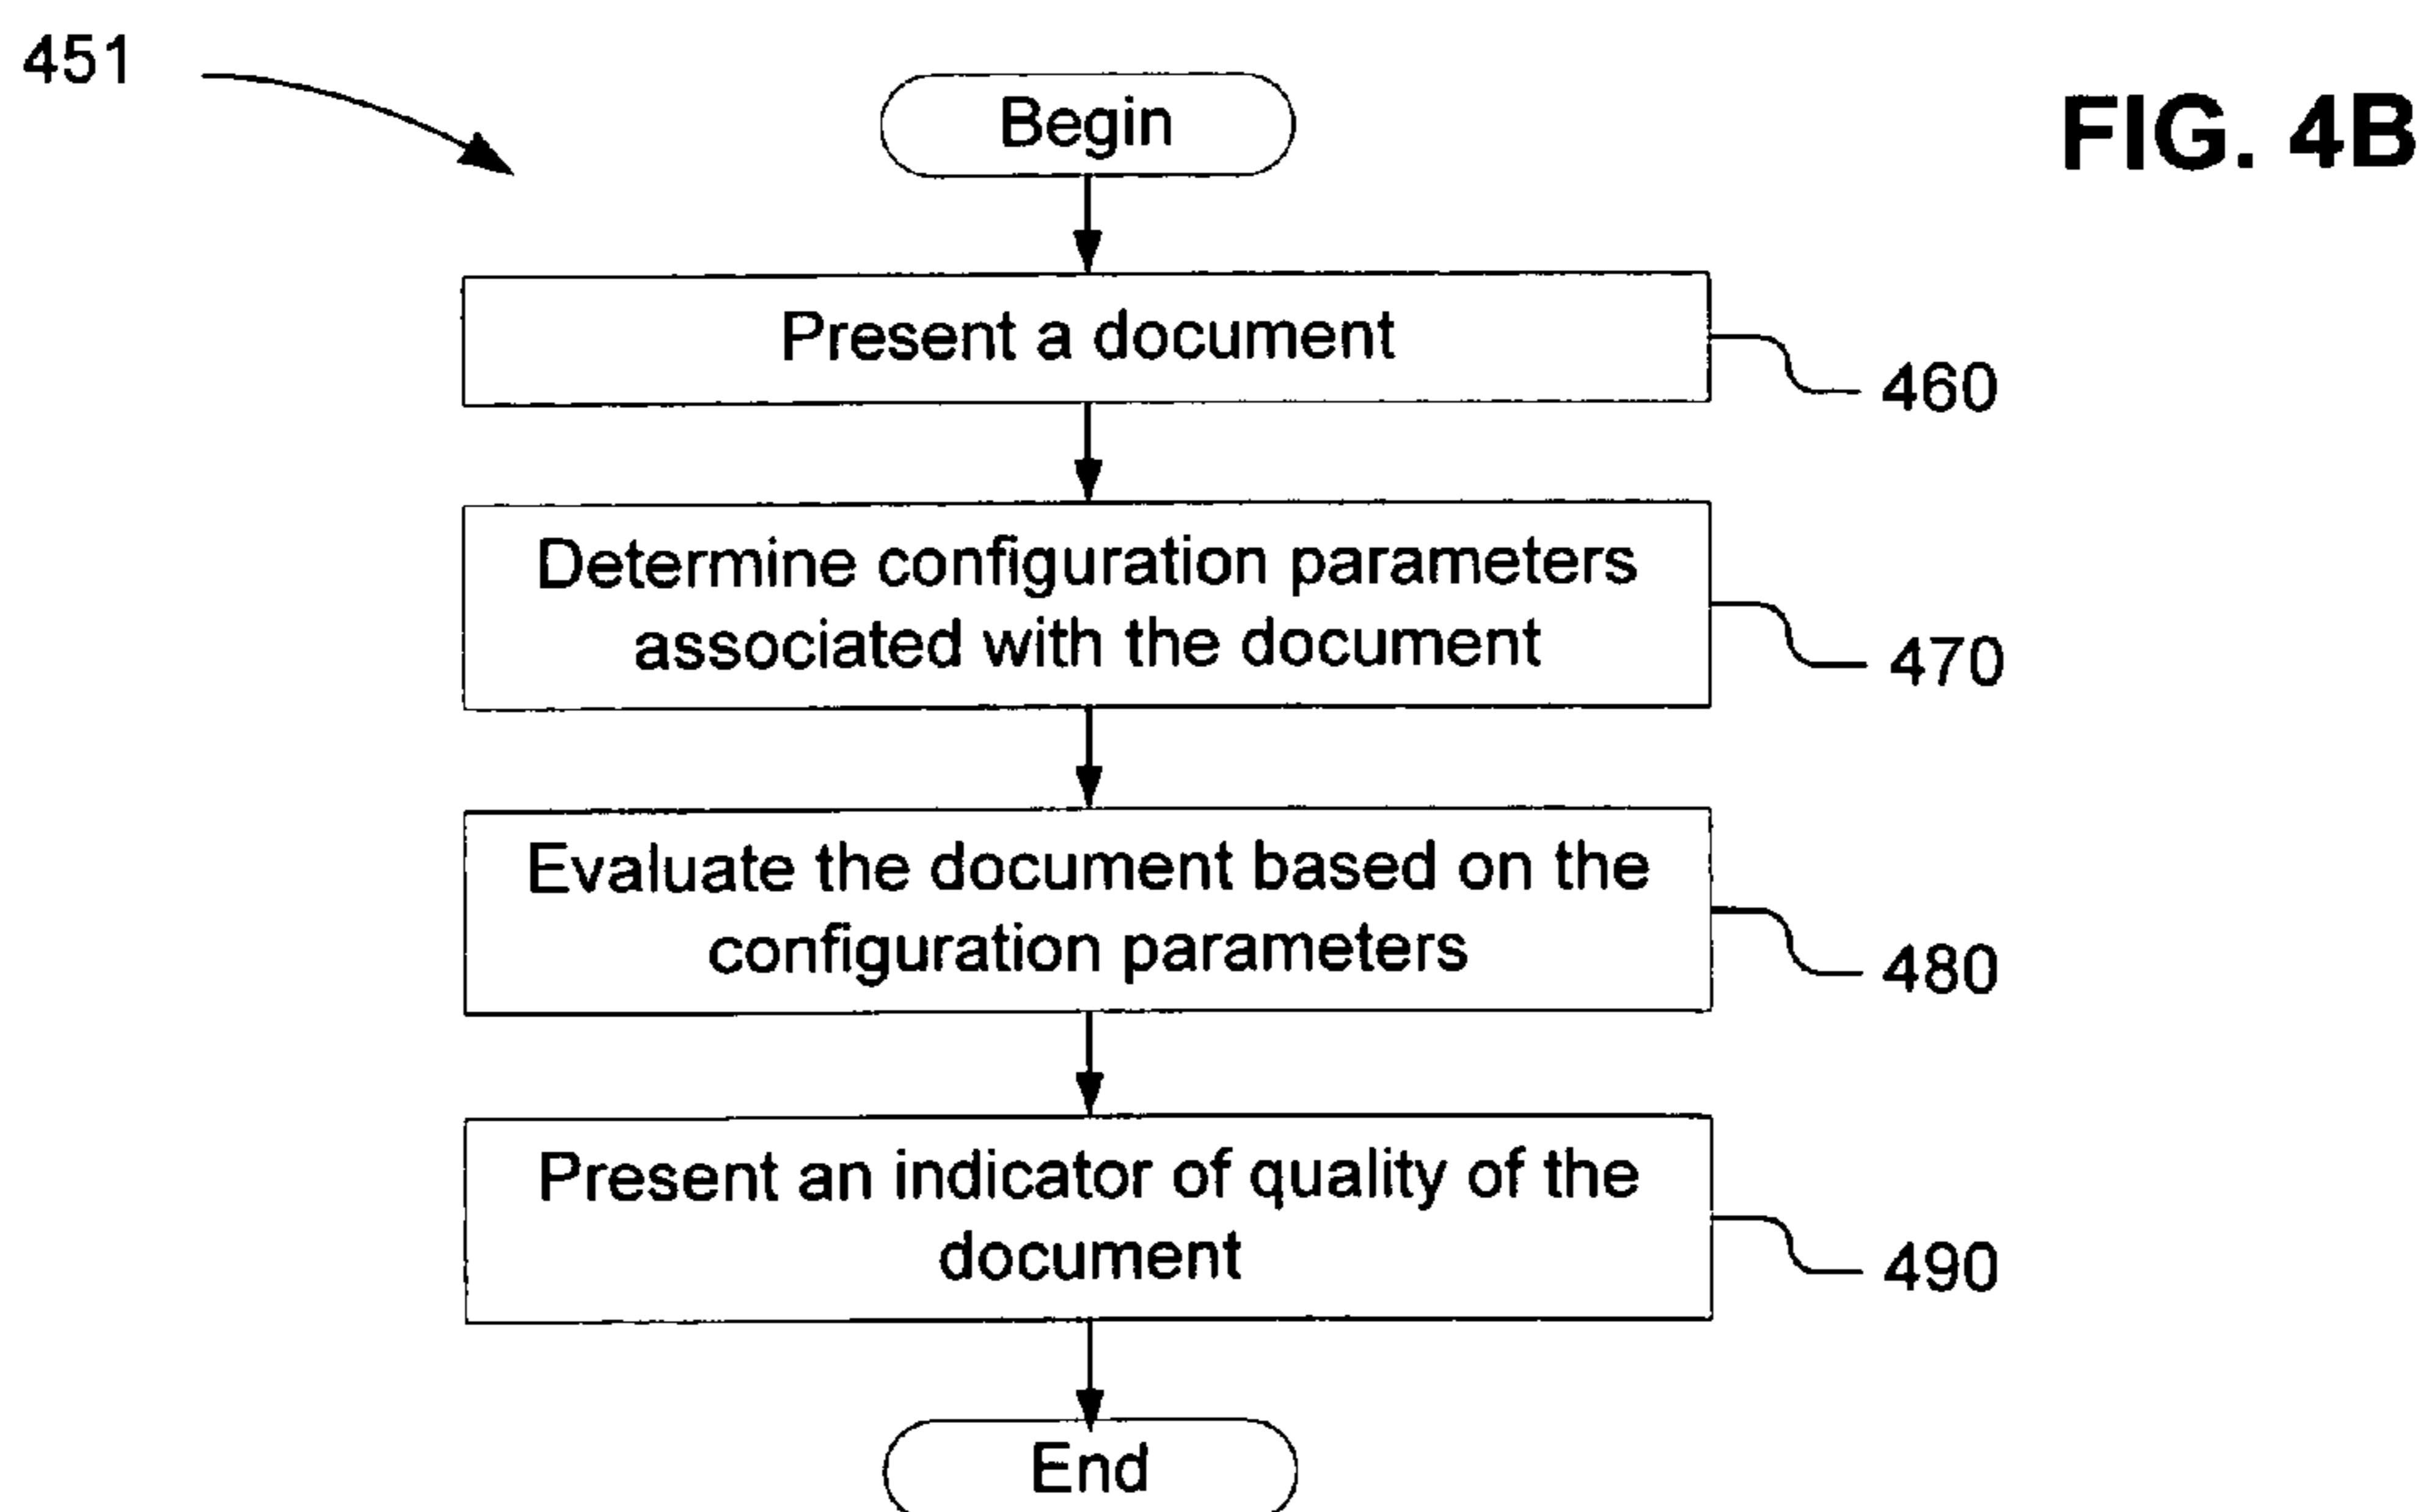 451
Begin
FIG. 4B
Present a document
460
Determine configuration parameters
associated with the document
470
Evaluate the document based on the
configuration parameters
480
Present an indicator of quality of the
document
490
End